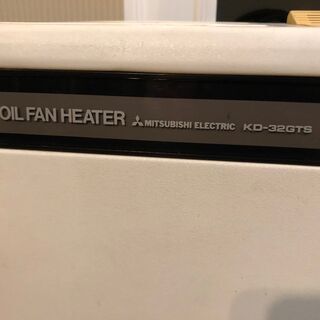 OIL FAN HEATER MITSUBISHI ELECTRIC KD-32GTS